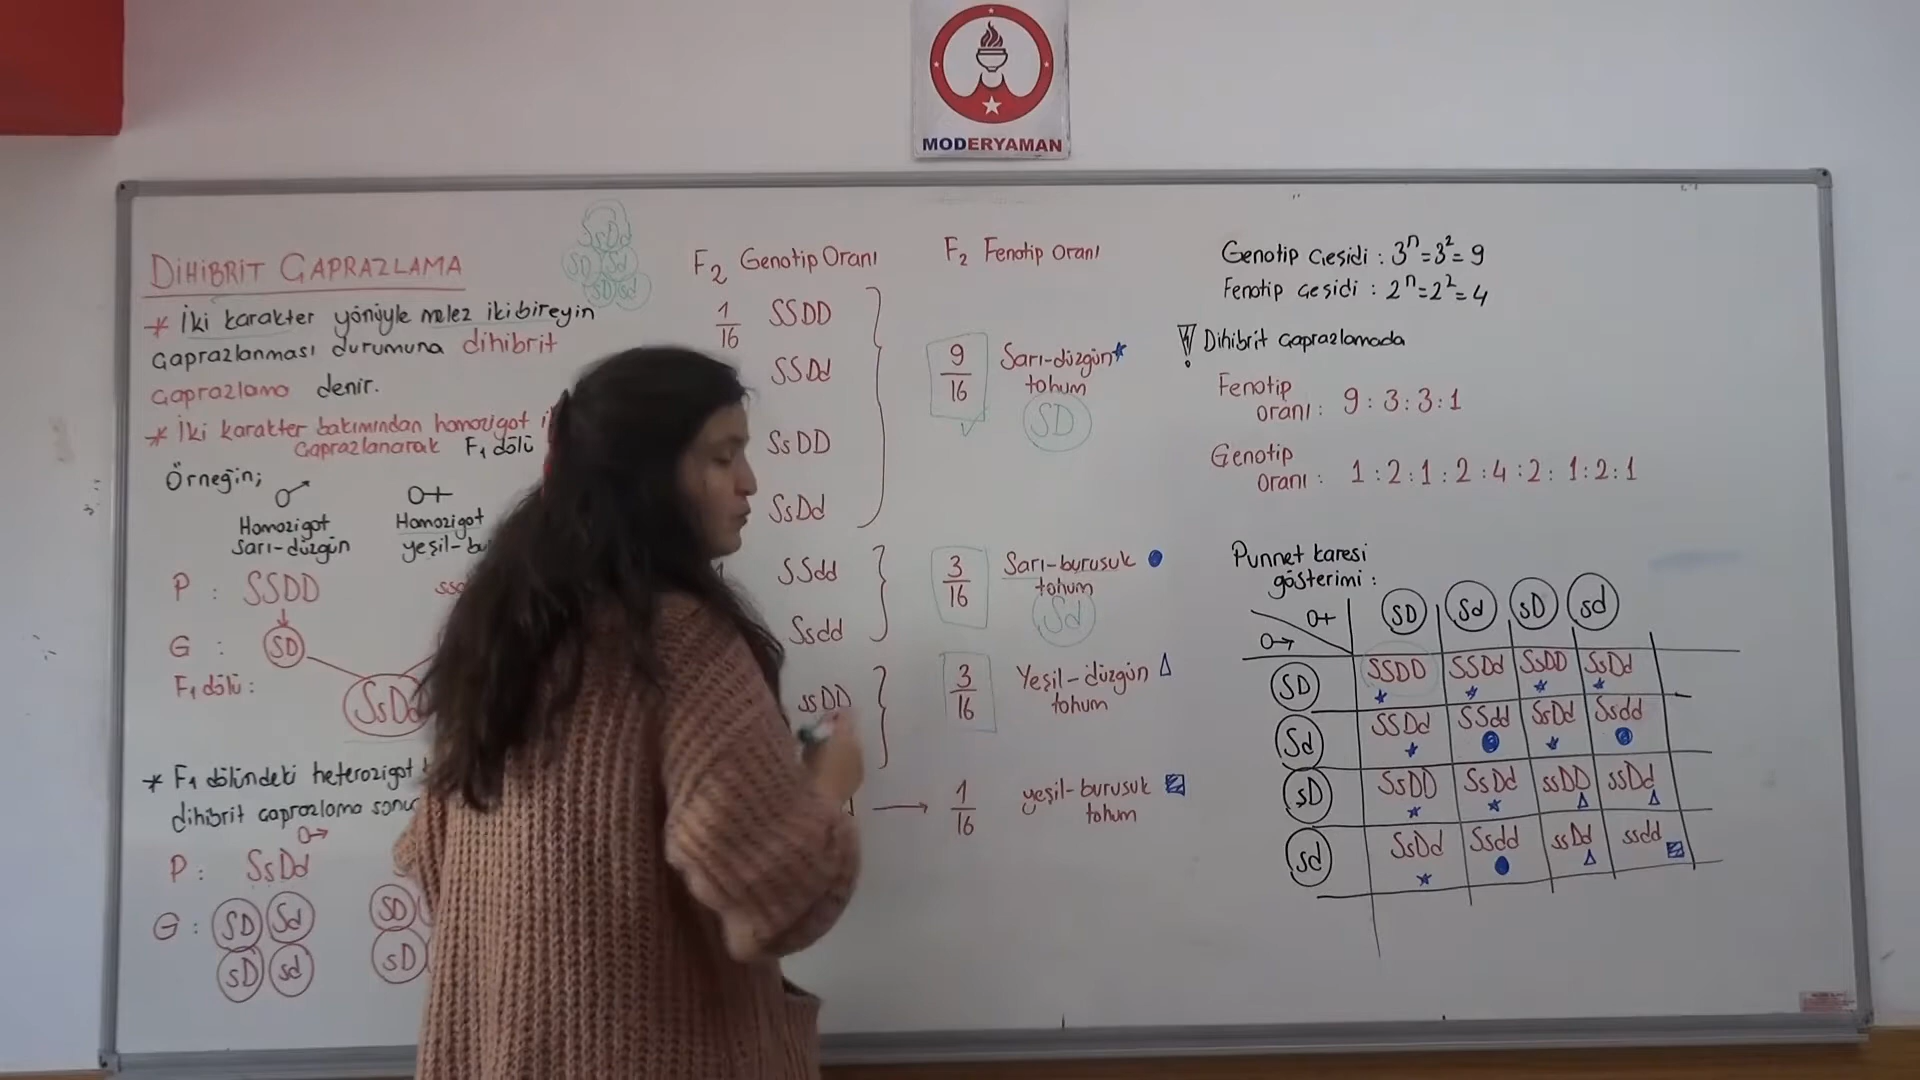 MODERYAMAN
DİHİBRİT ÇAPRAZLAMA
* İki karakter yönüyle melez iki bireyin
çaprazlanması durumuna dihibrit
çaprazlama denir.
* İki karakter bakımından homozigot
çaprazlanarak F1 dölü
Örneğin;
Homozigot
sarı-düzgün
Homozigot
P : SSDD
G : SD
F1 dölü :
SsDd
* F1 dölündeki heterozigot
dihibrit çaprazlama
P : SsDd
G : SD Sd
sD sd
SD
sD
SsDd
SD Sd
sD sd
F2 Genotip Oranı
1/16 SSDD
SSDd
SsDD
SsDd
SSdd
Ssdd
ssDD
F2 Fenotip Oranı
9/16 Sarı-düzgün
tohum
SD
3/16 Sarı-burusuk
tohum
Sd
3/16 Yeşil-düzgün
tohum
1/16 yeşil-burusuk
tohum
Genotip çeşidi : 3ⁿ=3²= 9
Fenotip çeşidi : 2ⁿ=2²= 4
Dihibrit çaprazlamada
Fenotip
oranı : 9 : 3 : 3 : 1
Genotip
oranı : 1 : 2 : 1 : 2 : 4 : 2 : 1 : 2 : 1
Punnet karesi
gösterimi :
SD Sd sD sd
SD SSDD SSDd SsDD SsDd
Sd SSDd SSdd SsDd Ssdd
sD SsDD SsDd ssDD ssDd
sd SsDd Ssdd ssDd ssdd